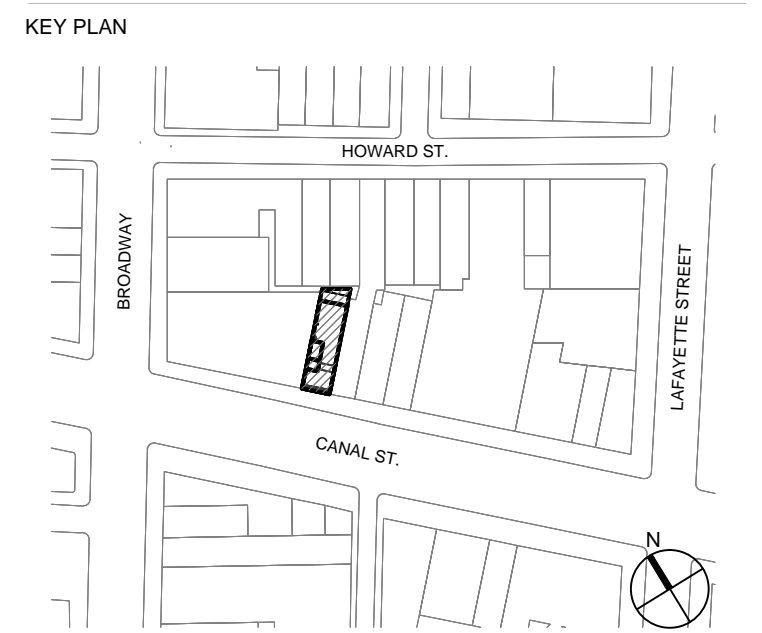 KEY PLAN
HOWARD ST.
BROADWAY
LAFAYETTE STREET
CANAL ST.
N